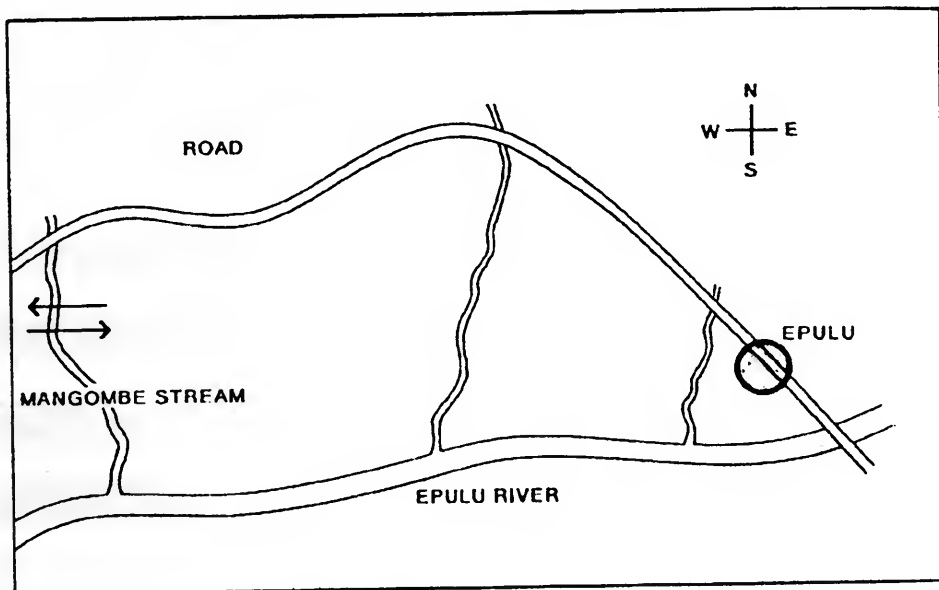 N
ROAD
W E
S
EPULU
MANGOMBE STREAM
EPULU RIVER